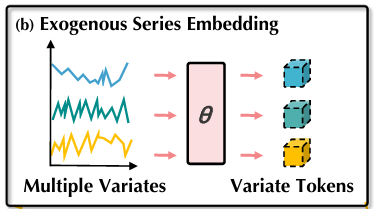 (b) Exogenous Series Embedding
θ
Multiple Variates
Variate Tokens